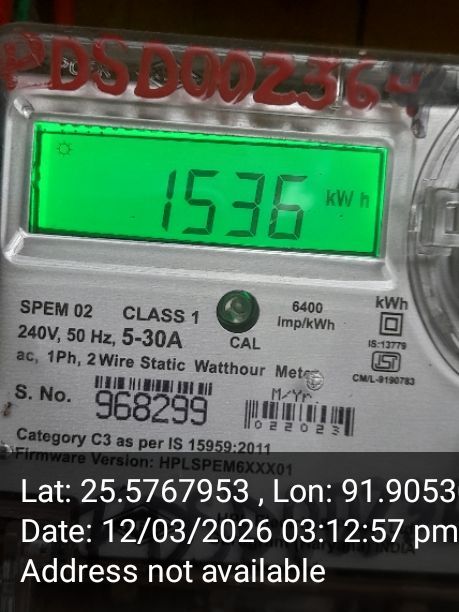 PDSD002364
1536 kWh
SPEM 02 CLASS 1 6400 imp/kWh kWh
240V, 50 Hz, 5-30A CAL IS:13779
ac, 1Ph, 2 Wire Static Watthour Meter
CM/L-9190783
M/Yr
S. No. 968299 022023
Category C3 as per IS 15959:2011
Firmware Version: HPLSPEM6XXX01
Lat: 25.5767953 , Lon: 91.9053
Date: 12/03/2026 03:12:57 pm
Address not available